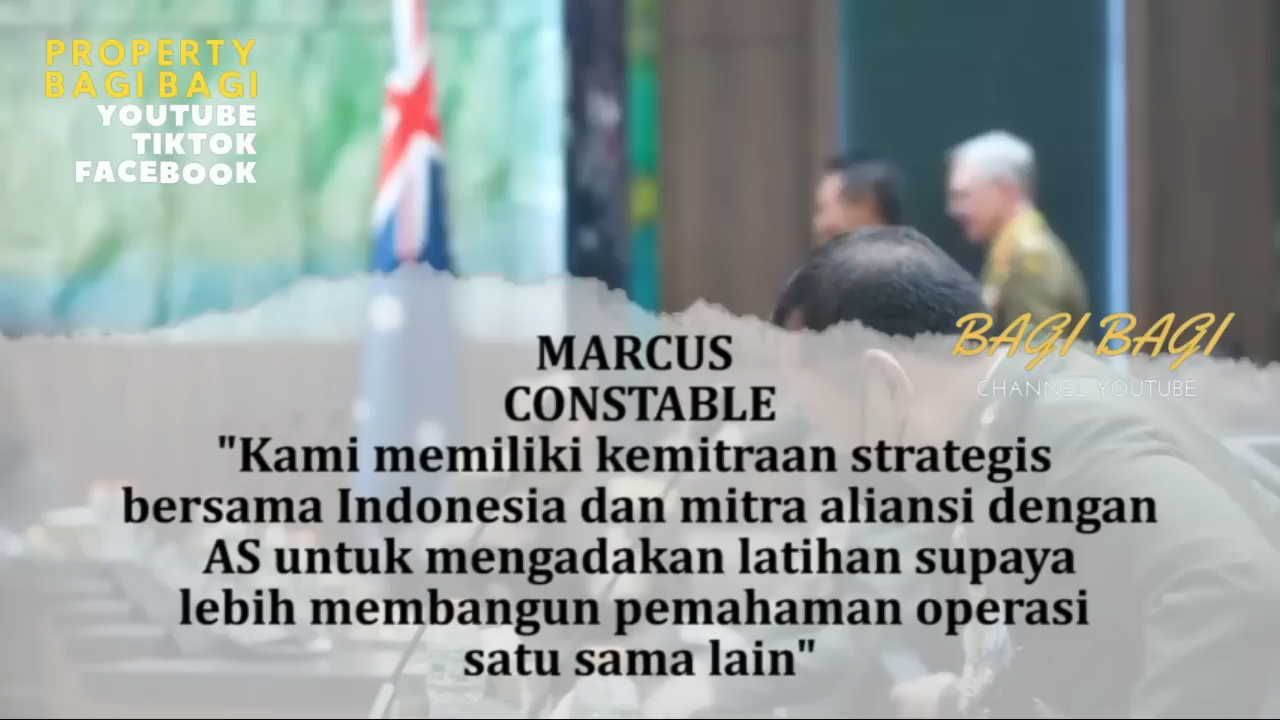 PROPERTY
BAGI BAGI
YOUTUBE
TIKTOK
FACEBOOK
BAGI BAGI
CHANNEL YOUTUBE
MARCUS
CONSTABLE
"Kami memiliki kemitraan strategis
bersama Indonesia dan mitra aliansi dengan
AS untuk mengadakan latihan supaya
lebih membangun pemahaman operasi
satu sama lain"